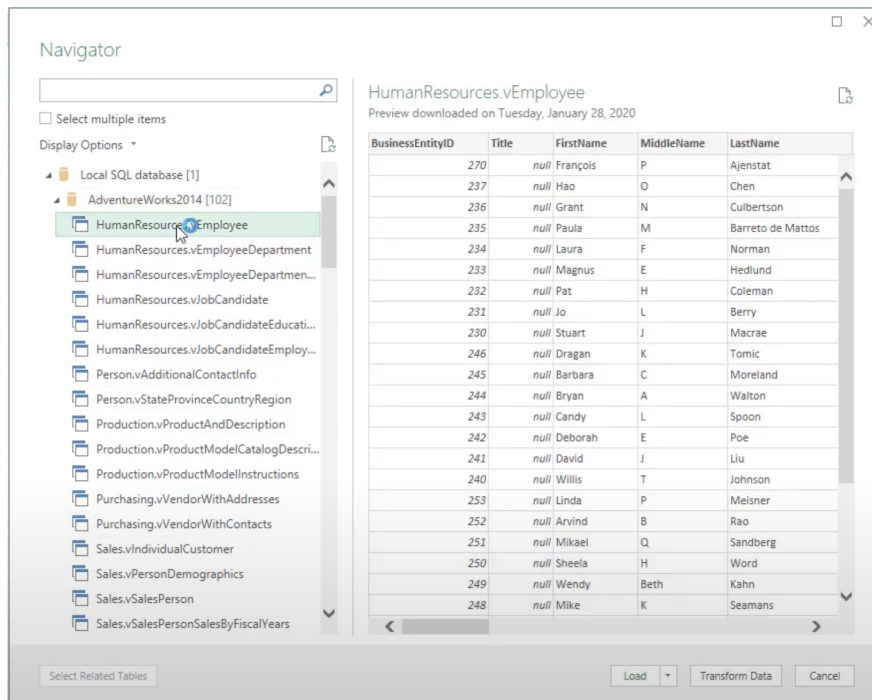 Navigator
Select multiple items
Display Options
Local SQL database [1]
AdventureWorks2014 [102]
HumanResources.vEmployee
HumanResources.vEmployeeDepartment
HumanResources.vEmployeeDepartmen...
HumanResources.vJobCandidate
HumanResources.vJobCandidateEducati...
HumanResources.vJobCandidateEmploy...
Person.vAdditionalContactInfo
Person.vStateProvinceCountryRegion
Production.vProductAndDescription
Production.vProductModelCatalogDescri...
Production.vProductModelInstructions
Purchasing.vVendorWithAddresses
Purchasing.vVendorWithContacts
Sales.vIndividualCustomer
Sales.vPersonDemographics
Sales.vSalesPerson
Sales.vSalesPersonSalesByFiscalYears
HumanResources.vEmployee
Preview downloaded on Tuesday, January 28, 2020
BusinessEntityID Title FirstName MiddleName LastName
270 null François P Ajenstat
237 null Hao O Chen
236 null Grant N Culbertson
235 null Paula M Barreto de Mattos
234 null Laura F Norman
233 null Magnus E Hedlund
232 null Pat H Coleman
231 null Jo L Berry
230 null Stuart J Macrae
246 null Dragan K Tomic
245 null Barbara C Moreland
244 null Bryan A Walton
243 null Candy L Spoon
242 null Deborah E Poe
241 null David J Liu
240 null Willis T Johnson
253 null Linda P Meisner
252 null Arvind B Rao
251 null Mikael Q Sandberg
250 null Sheela H Word
249 null Wendy Beth Kahn
248 null Mike K Seamans
Select Related Tables
Load
Transform Data
Cancel